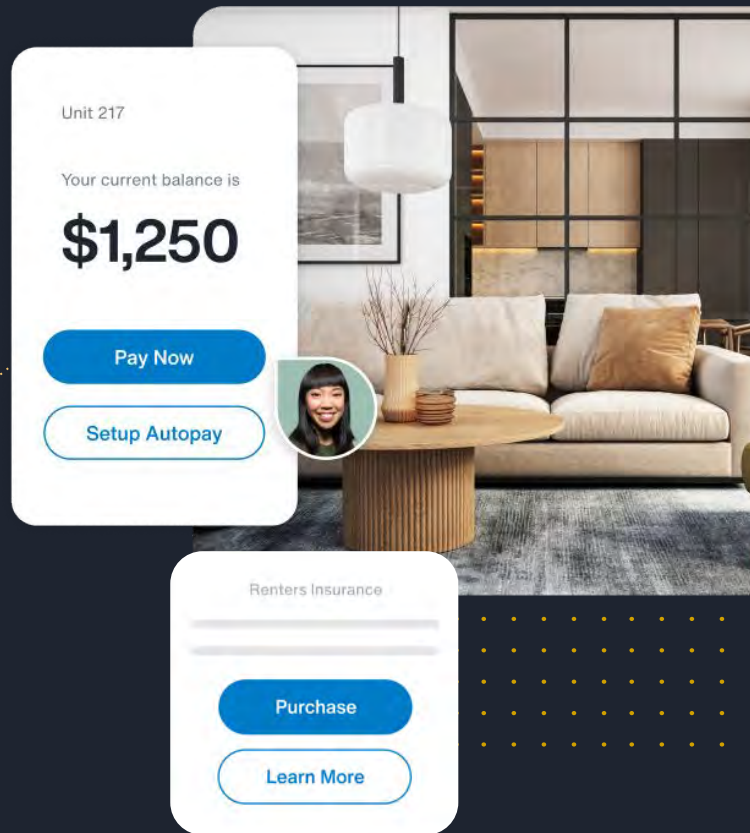 Unit 217
Your current balance is
$1,250
Pay Now
Setup Autopay
Renters Insurance
Purchase
Learn More